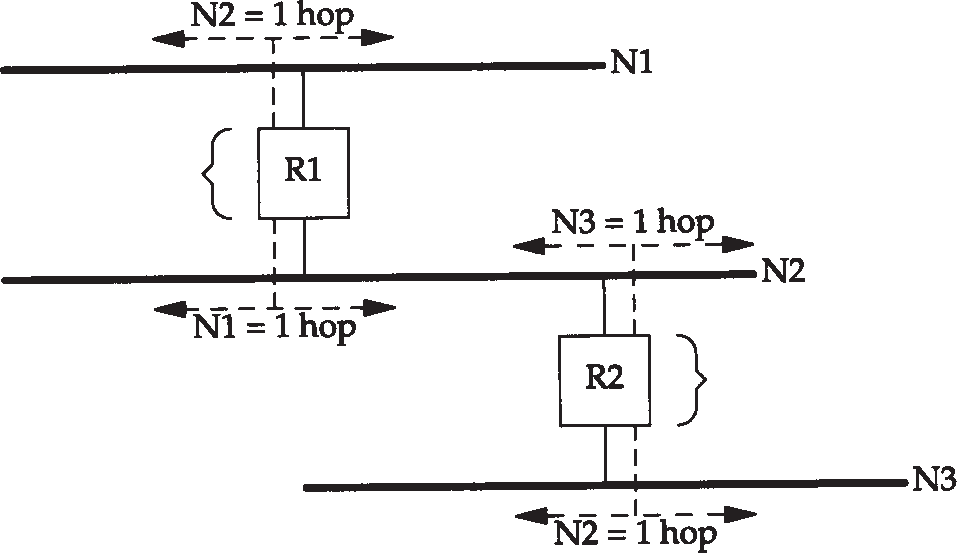 N2 = 1 hop
N1
R1
N3 = 1 hop
N2
N1 = 1 hop
R2
N3
N2 = 1 hop